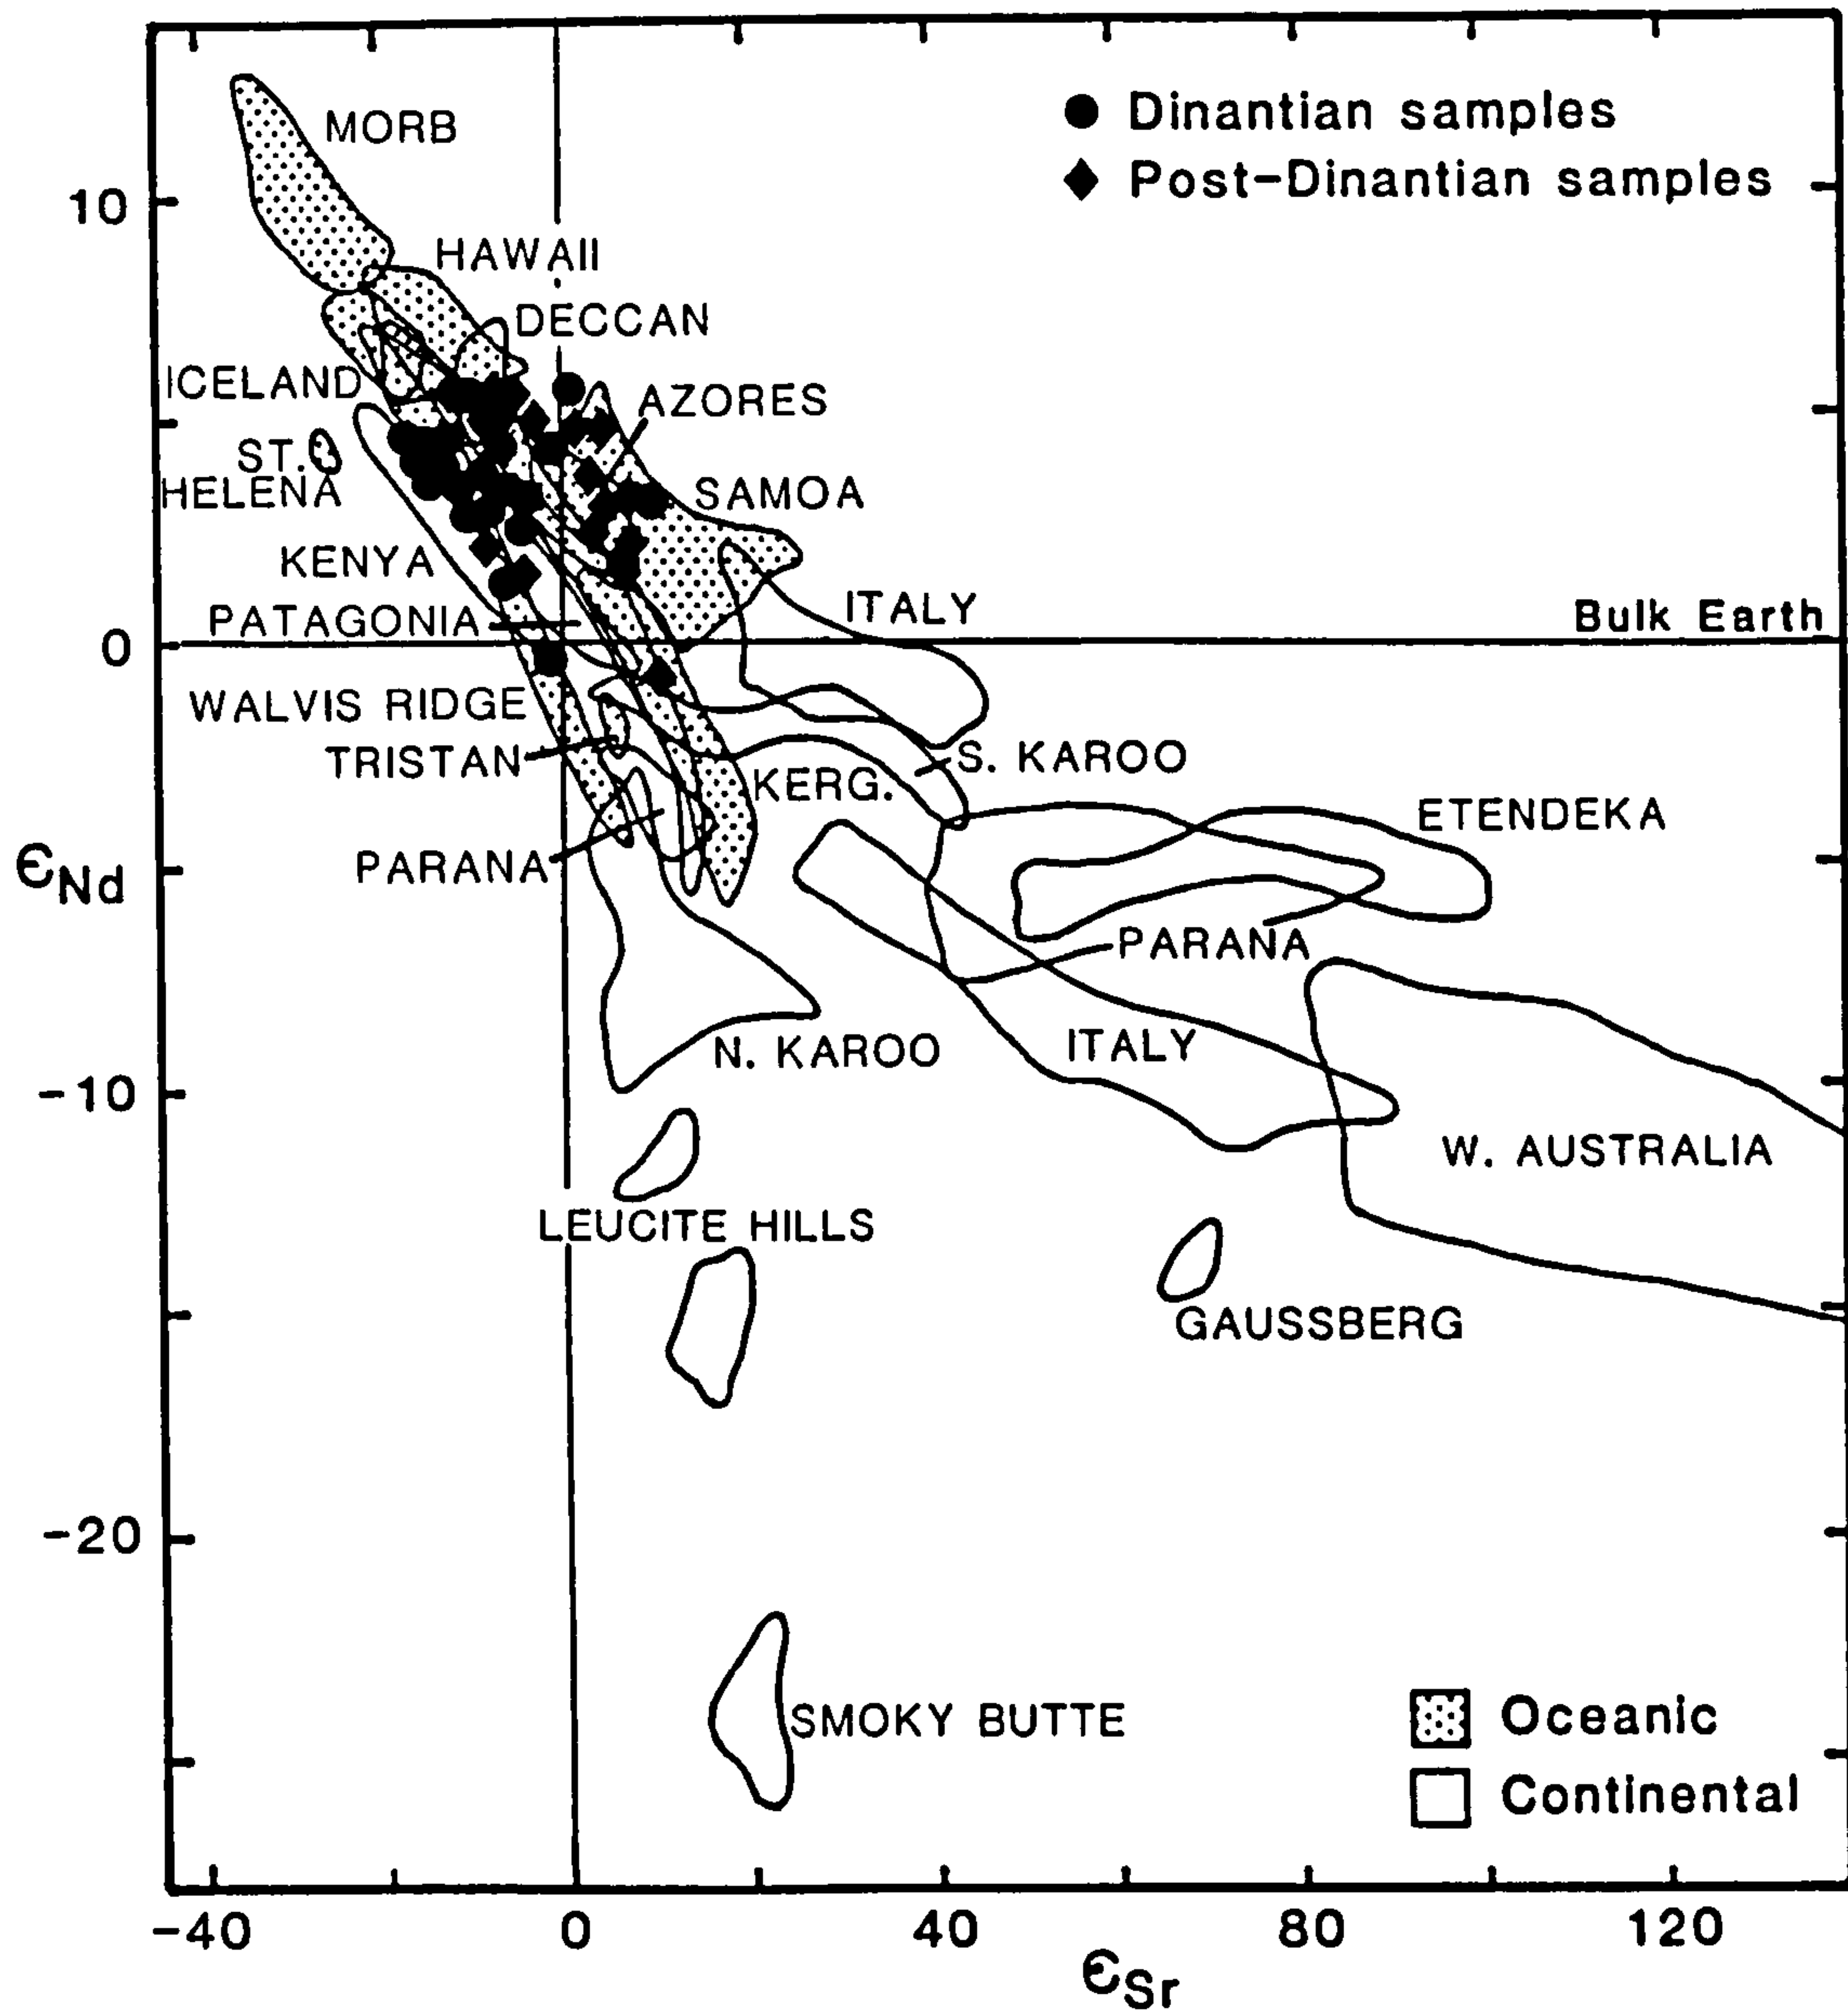 MORB
● Dinantian samples
◆ Post-Dinantian samples
10
HAWAII
DECCAN
ICELAND
AZORES
ST.
HELENA
SAMOA
KENYA
PATAGONIA
ITALY
Bulk Earth
0
WALVIS RIDGE
TRISTAN
KERG.
S. KAROO
ETENDEKA
PARANA
ϵNd
PARANA
N. KAROO
ITALY
-10
W. AUSTRALIA
LEUCITE HILLS
GAUSSBERG
-20
SMOKY BUTTE
Oceanic
Continental
-40 0 40 80 120
ϵSr